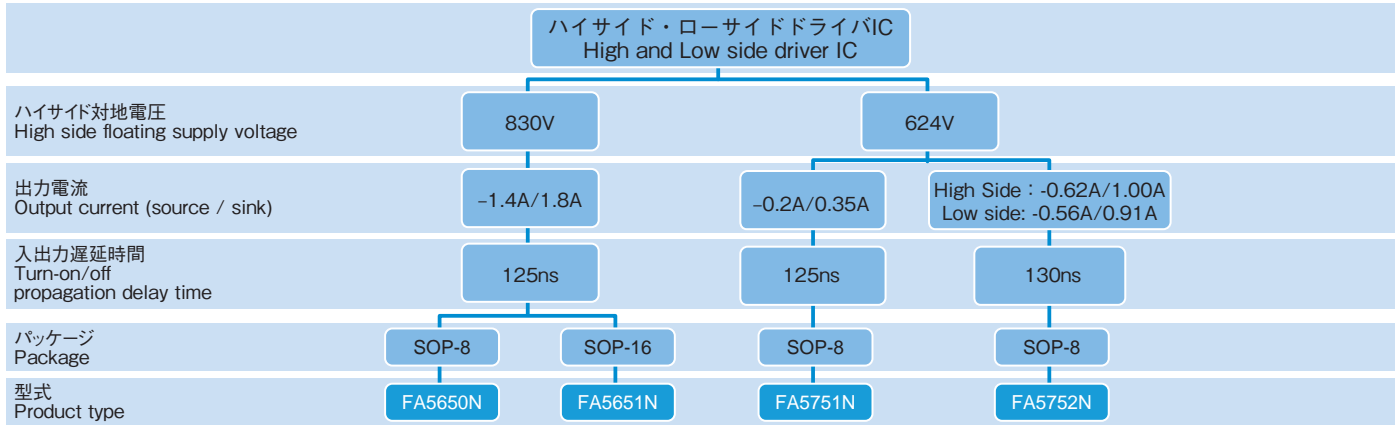 ハイサイド・ローサイドドライバIC
High and Low side driver IC
ハイサイド対地電圧
High side floating supply voltage
830V
624V
出力電流
Output current (source / sink)
–1.4A/1.8A
–0.2A/0.35A
High Side：-0.62A/1.00A
Low side: -0.56A/0.91A
入出力遅延時間
Turn-on/off
propagation delay time
125ns
125ns
130ns
パッケージ
Package
SOP-8
SOP-16
SOP-8
SOP-8
型式
Product type
FA5650N
FA5651N
FA5751N
FA5752N